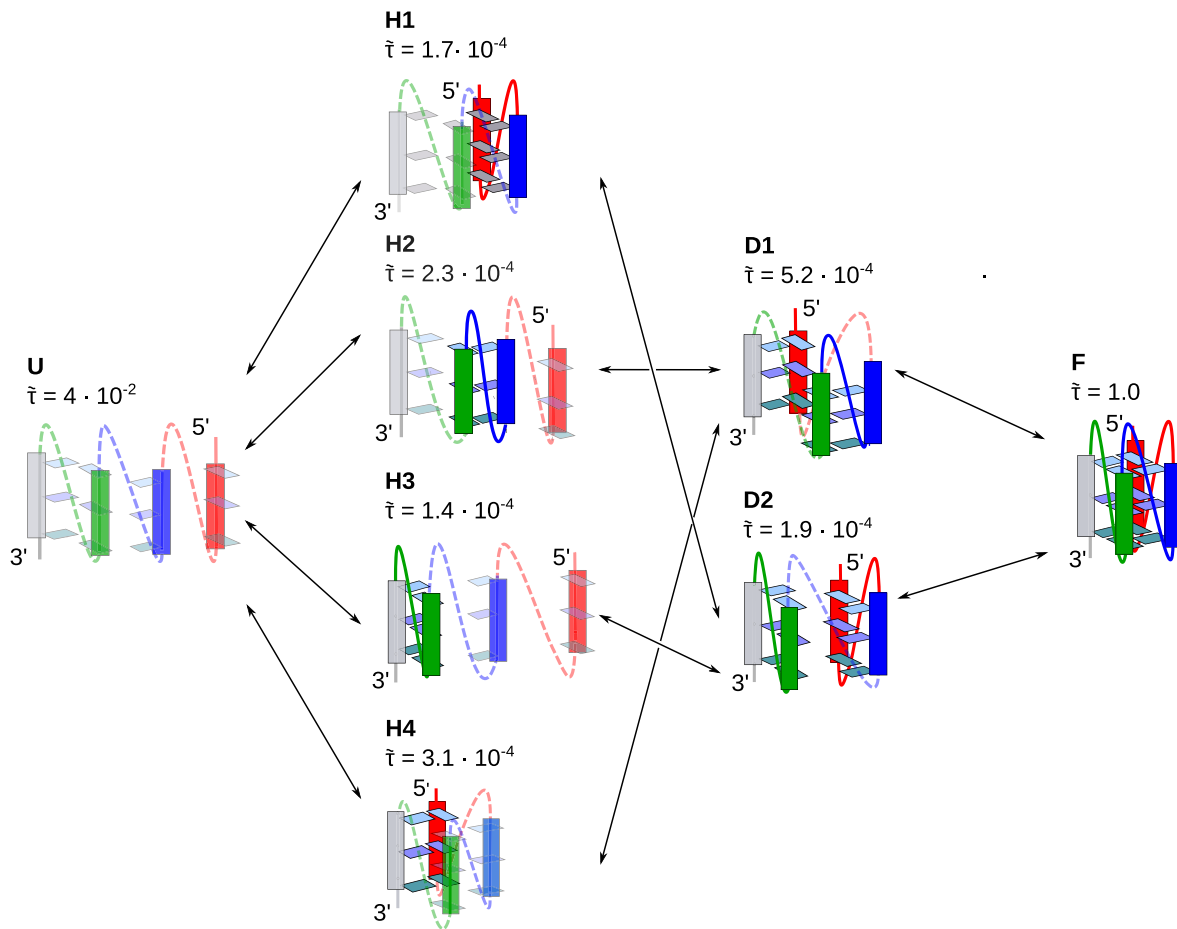 H1
τ̃ = 1.7· 10⁻⁴
5'
3'
H2
τ̃ = 2.3 · 10⁻⁴
5'
3'
D1
τ̃ = 5.2 · 10⁻⁴
5'
3'
U
τ̃ = 4 · 10⁻²
5'
3'
F
τ̃ = 1.0
5'
3'
H3
τ̃ = 1.4 · 10⁻⁴
5'
3'
D2
τ̃ = 1.9 · 10⁻⁴
5'
3'
H4
τ̃ = 3.1 · 10⁻⁴
5'
3'